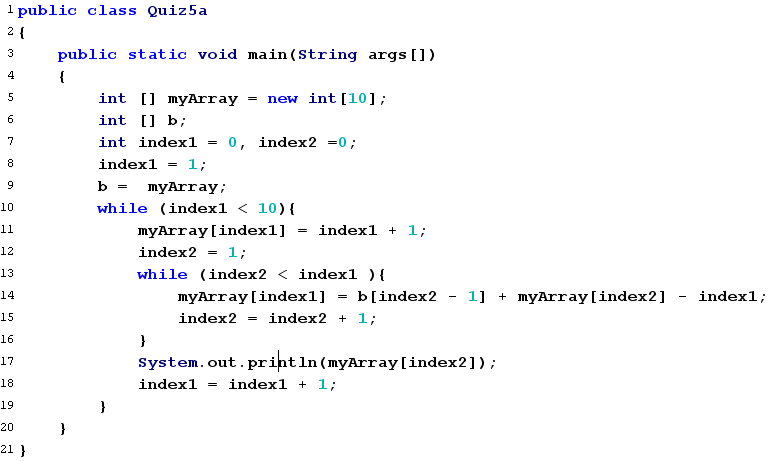 1 public class Quiz5a
2 {
3 public static void main(String args[])
4 {
5 int [] myArray = new int[10];
6 int [] b;
7 int index1 = 0, index2 =0;
8 index1 = 1;
9 b =  myArray;
10 while (index1 < 10){
11 myArray[index1] = index1 + 1;
12 index2 = 1;
13 while (index2 < index1 ){
14 myArray[index1] = b[index2 - 1] + myArray[index2] - index1;
15 index2 = index2 + 1;
16 }
17 System.out.println(myArray[index2]);
18 index1 = index1 + 1;
19 }
20 }
21 }